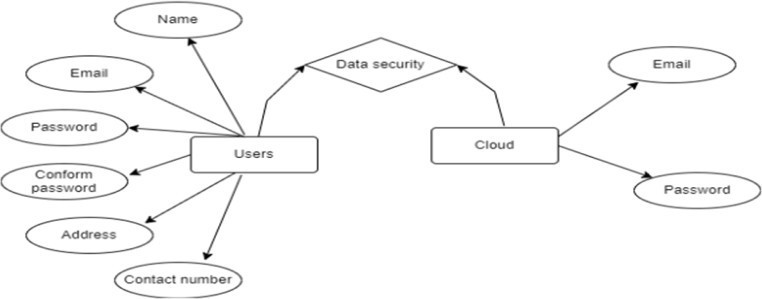 Name
Email
Data security
Email
Password
Users
Cloud
Conform
password
Password
Address
Contact number